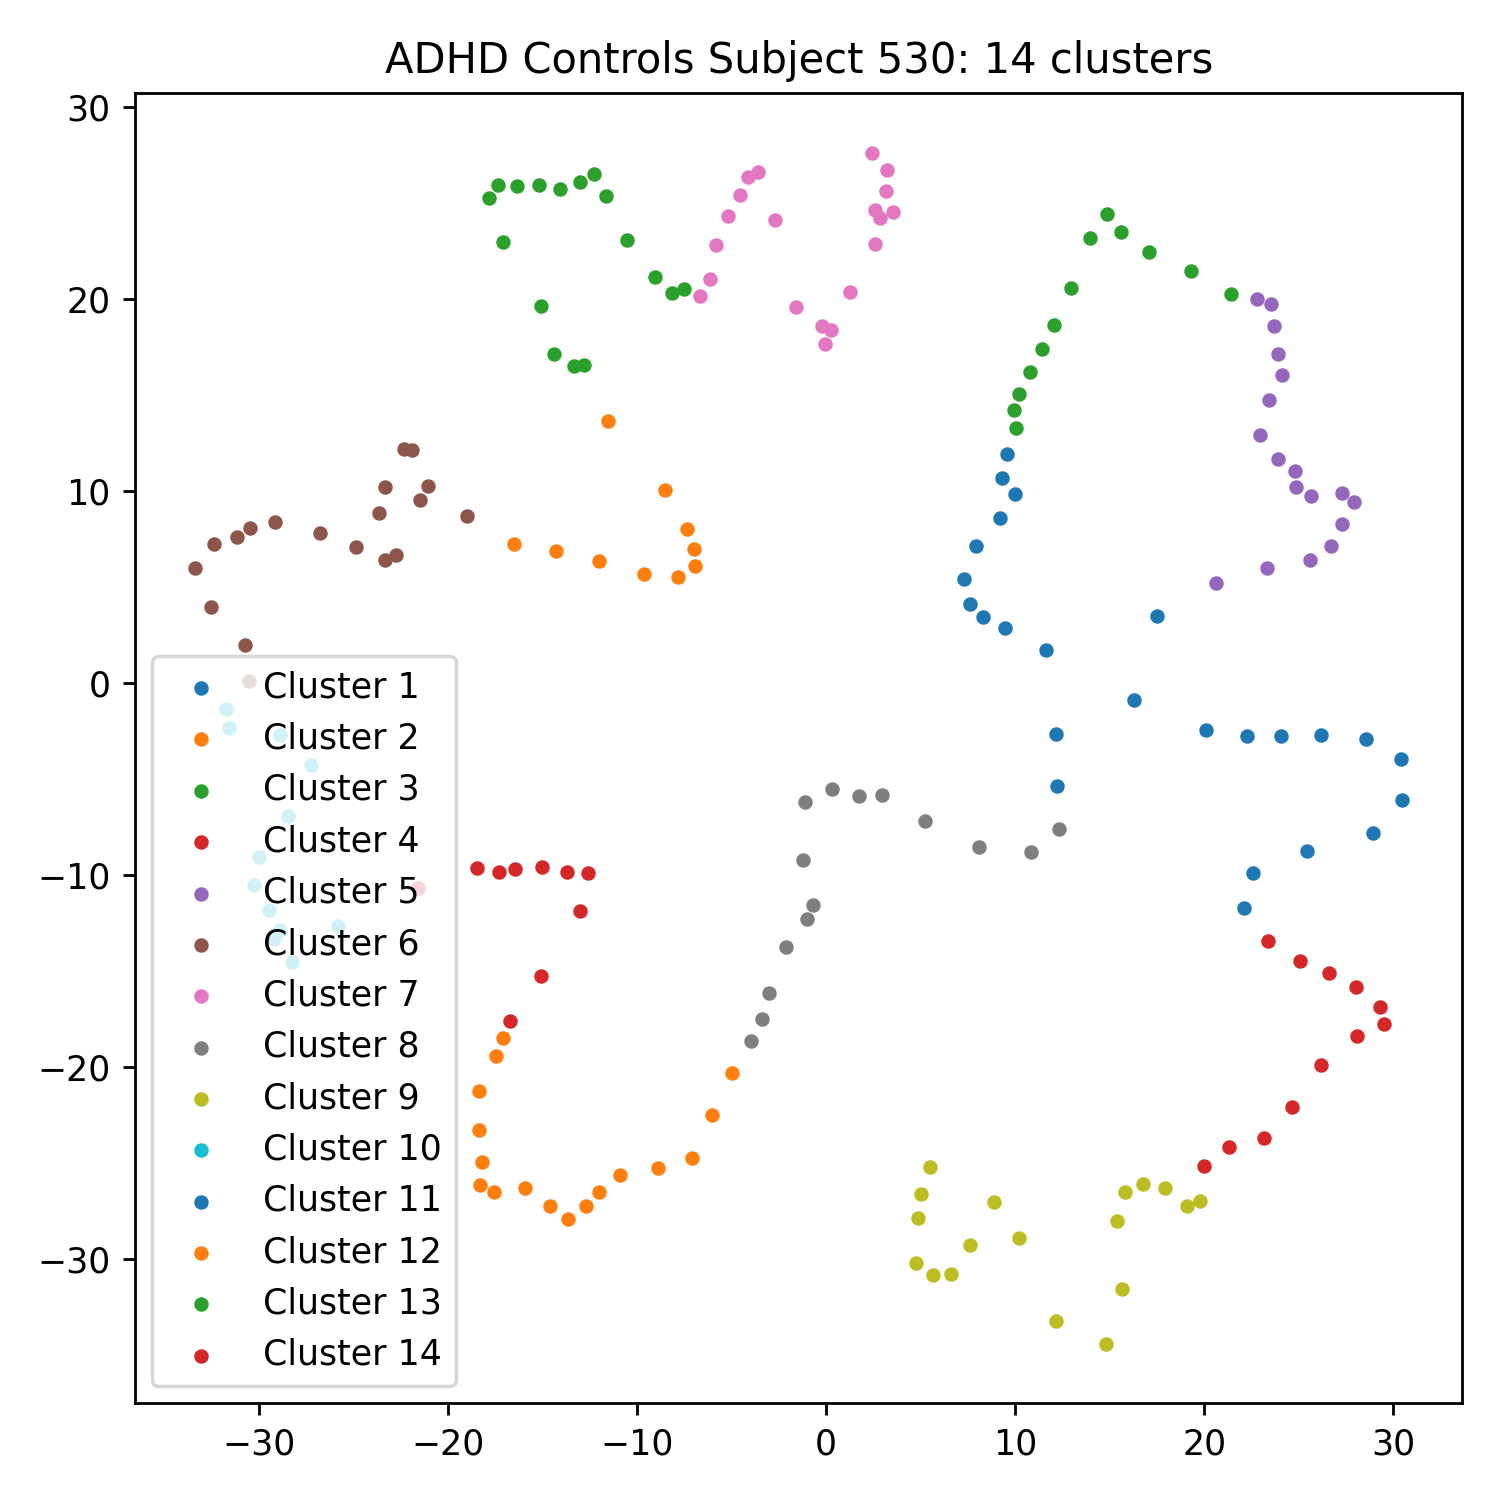 ADHD Controls Subject 530: 14 clusters
30
20
10
0
−10
−20
−30
Cluster 1
Cluster 2
Cluster 3
Cluster 4
Cluster 5
Cluster 6
Cluster 7
Cluster 8
Cluster 9
Cluster 10
Cluster 11
Cluster 12
Cluster 13
Cluster 14
−30 −20 −10 0 10 20 30